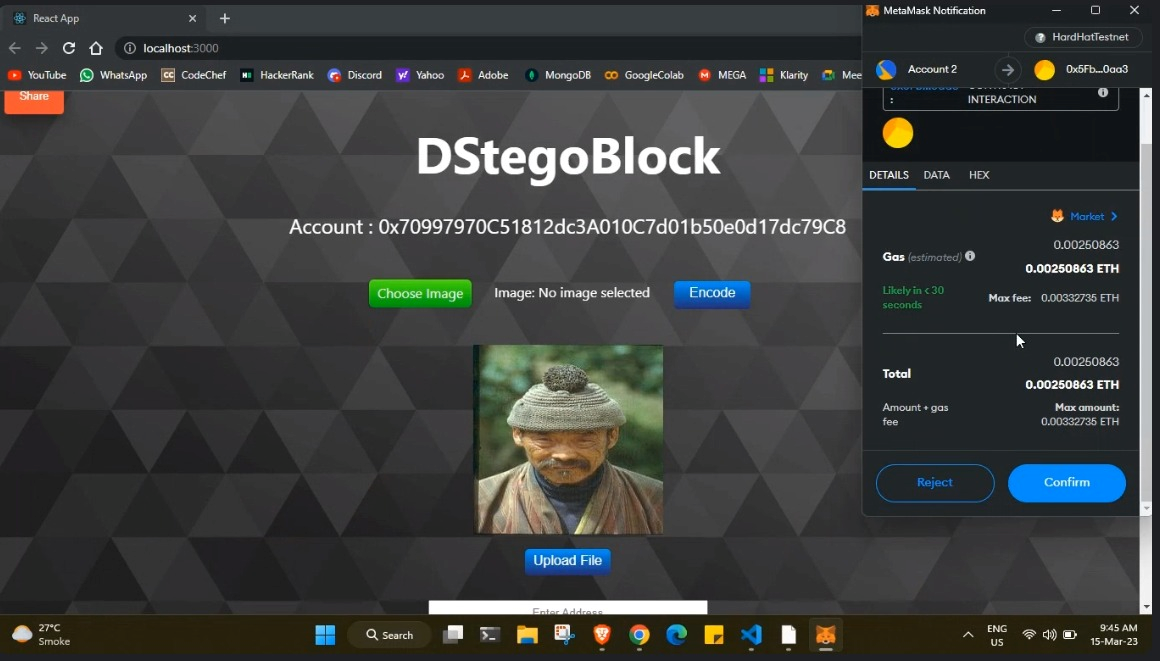 React App
MetaMask Notification
localhost:3000
HardHatTestnet
YouTube WhatsApp CodeChef HackerRank Discord Yahoo Adobe MongoDB GoogleColab MEGA Klarity Mee
Account 2
0x5Fb...0aa3
Share
:
INTERACTION
DStegoBlock
DETAILS DATA HEX
Account : 0x70997970C51812dc3A010C7d01b50e0d17dc79C8
Market
0.00250863
Gas (estimated)
0.00250863 ETH
Choose Image
Image: No image selected
Encode
Likely in < 30
seconds
Max fee: 0.00332735 ETH
0.00250863
Total
0.00250863 ETH
Amount + gas
fee
Max amount:
0.00332735 ETH
Reject
Confirm
Upload File
Enter Address
27°C
Smoke
Search
ENG
US
9:45 AM
15-Mar-23